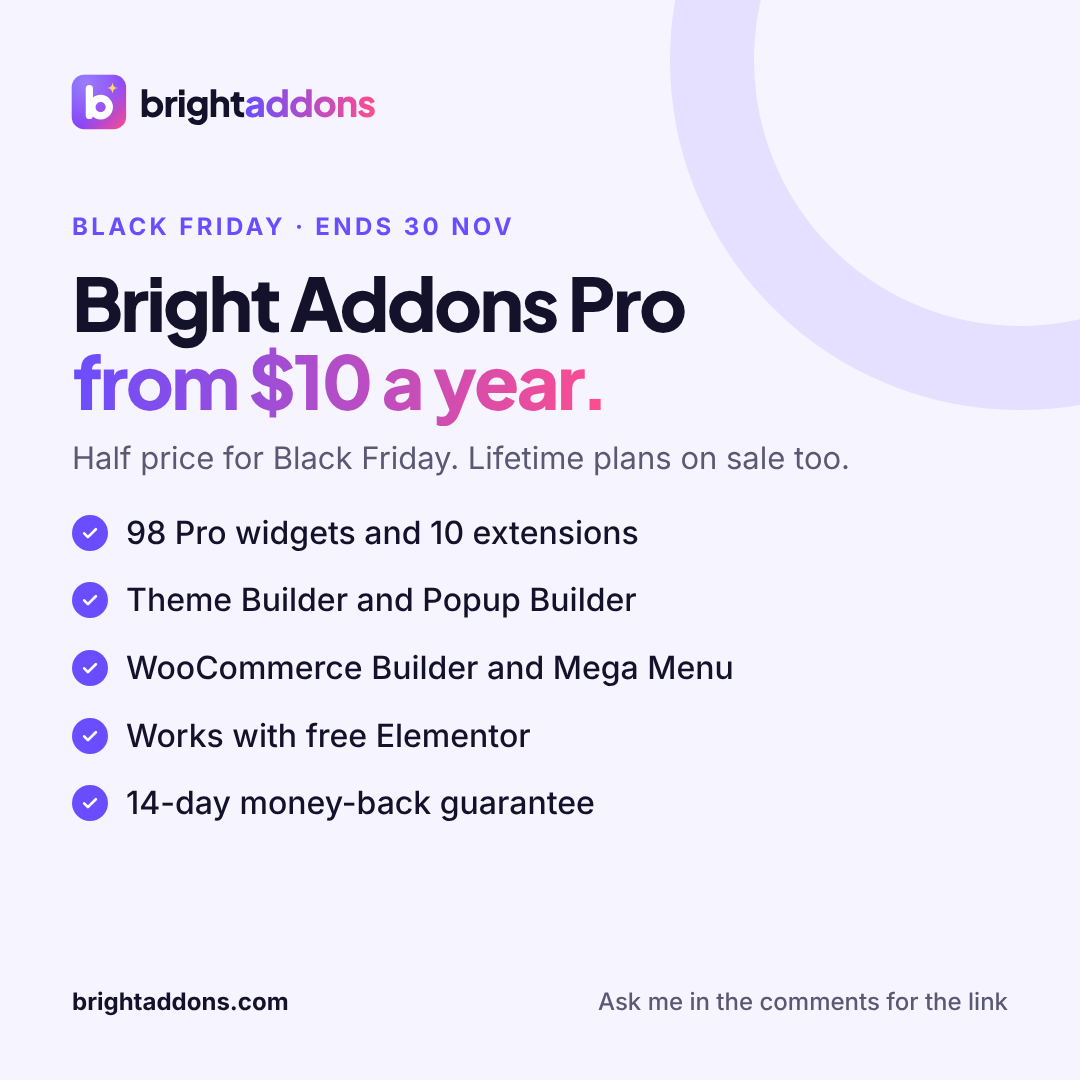 brightaddons
BLACK FRIDAY · ENDS 30 NOV
Bright Addons Pro
from $10 a year.
Half price for Black Friday. Lifetime plans on sale too.
98 Pro widgets and 10 extensions
Theme Builder and Popup Builder
WooCommerce Builder and Mega Menu
Works with free Elementor
14-day money-back guarantee
brightaddons.com
Ask me in the comments for the link